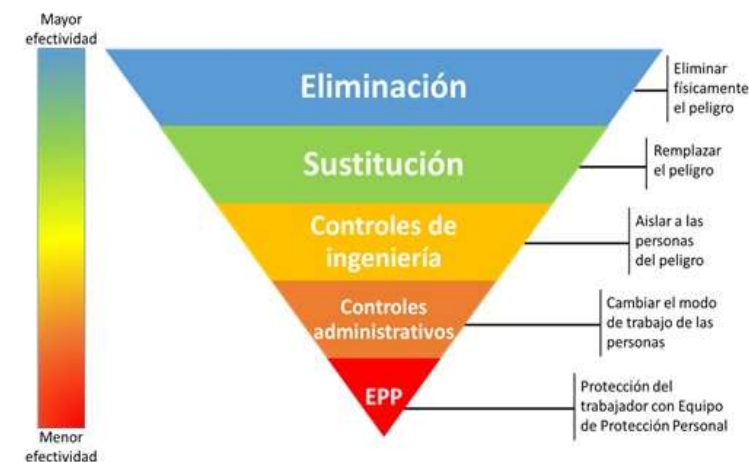 Mayor
efectividad
Eliminación
Eliminar
físicamente
el peligro
Sustitución
Remplazar
el peligro
Controles de
ingeniería
Aislar a las
personas
del peligro
Controles
administrativos
Cambiar el modo
de trabajo de las
personas
EPP
Protección del
trabajador con Equipo
de Protección Personal
Menor
efectividad